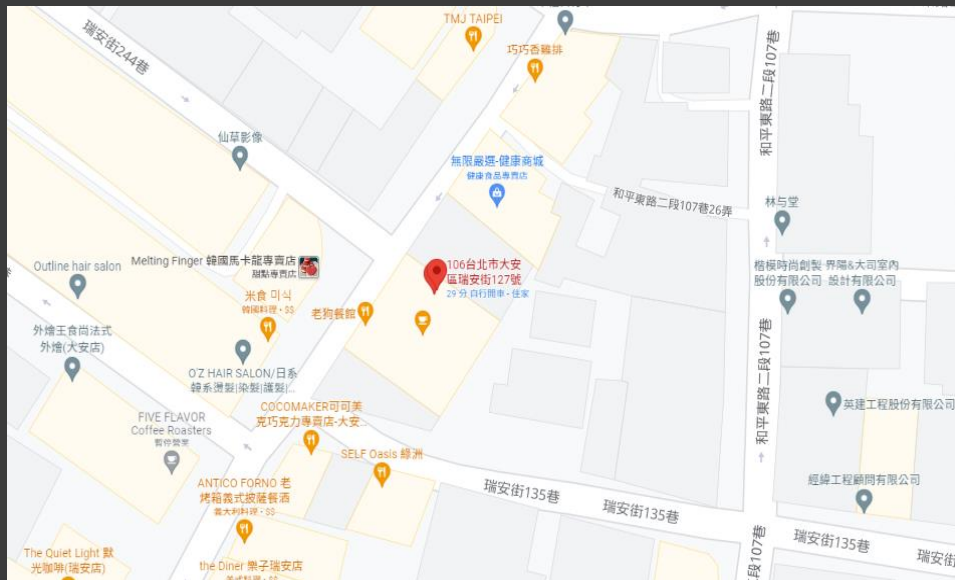 TMJ TAIPEI
瑞安街244巷
巧巧香雞排
和平東路二段107巷
仙草影像
無限嚴選-健康商城
健康食品專賣店
和平東路二段107巷26弄
林与堂
Outline hair salon
Melting Finger 韓國馬卡龍專賣店
甜點專賣店
106台北市大安
區瑞安街127號
29 分 自行開車 - 住家
楷模時尚創製
股份有限公司
界陽&大司室內
設計有限公司
米食 미식
韓國料理・$$
老狗餐館
外燴王食尚法式
外燴(大安店)
O'Z HAIR SALON/日系
韓系燙髮|染髮|護髮|...
和平東路二段107巷
英建工程股份有限公司
FIVE FLAVOR
Coffee Roasters
暫停營業
COCOMAKER可可美
克巧克力專賣店-大安...
SELF Oasis 綠洲
經緯工程顧問有限公司
ANTICO FORNO 老
烤箱義式披薩餐酒
義大利料理・$$
瑞安街135巷
瑞安街135巷
瑞安街135巷
瑞安街
The Quiet Light 默
光咖啡(瑞安店)
the Diner 樂子瑞安店
美式料理・$$
段107巷